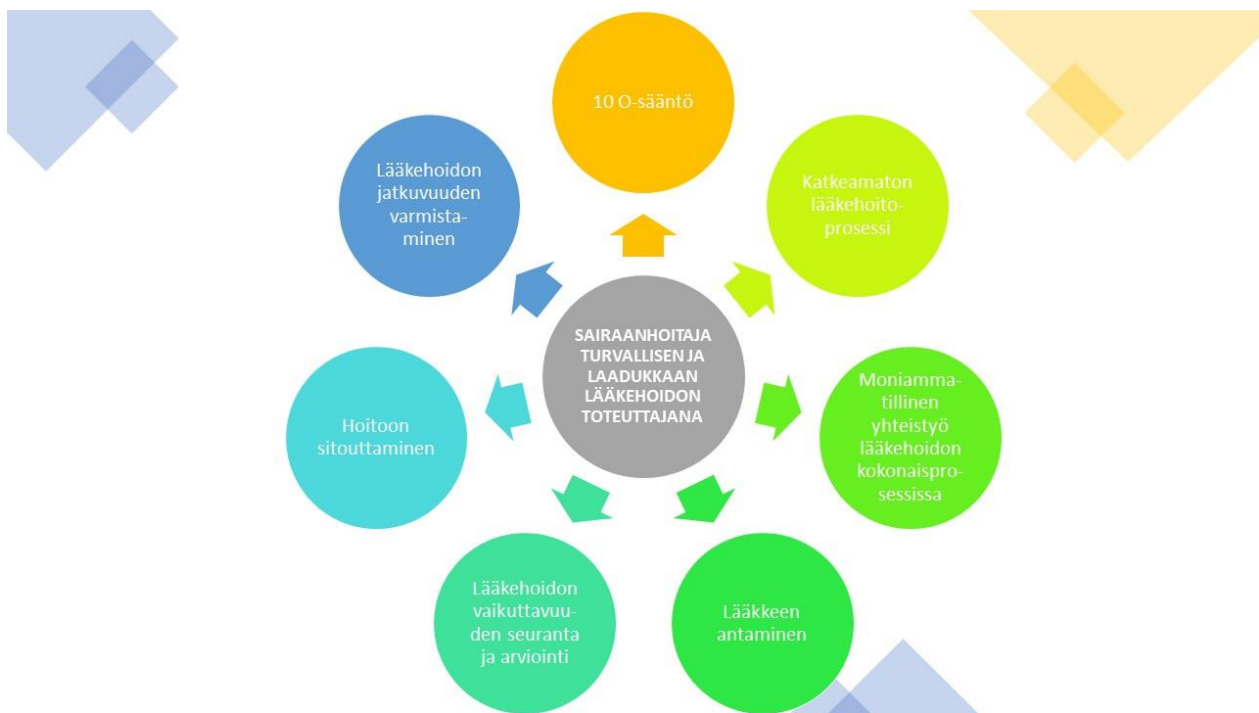 10 O-sääntö
Lääkehoidon
jatkuvuuden
varmista-
minen
Katkeamaton
lääkehoito-
prosessi
SAIRAANHOITAJA
TURVALLISEN JA
LAADUKKAAN
LÄÄKEHOIDON
TOTEUTTAJANA
Hoitoon
sitouttaminen
Moniamma-
tillinen
yhteistyö
lääkehoidon
kokonaispro-
sessissa
Lääkehoidon
vaikuttavuu-
den seuranta
ja arviointi
Lääkkeen
antaminen